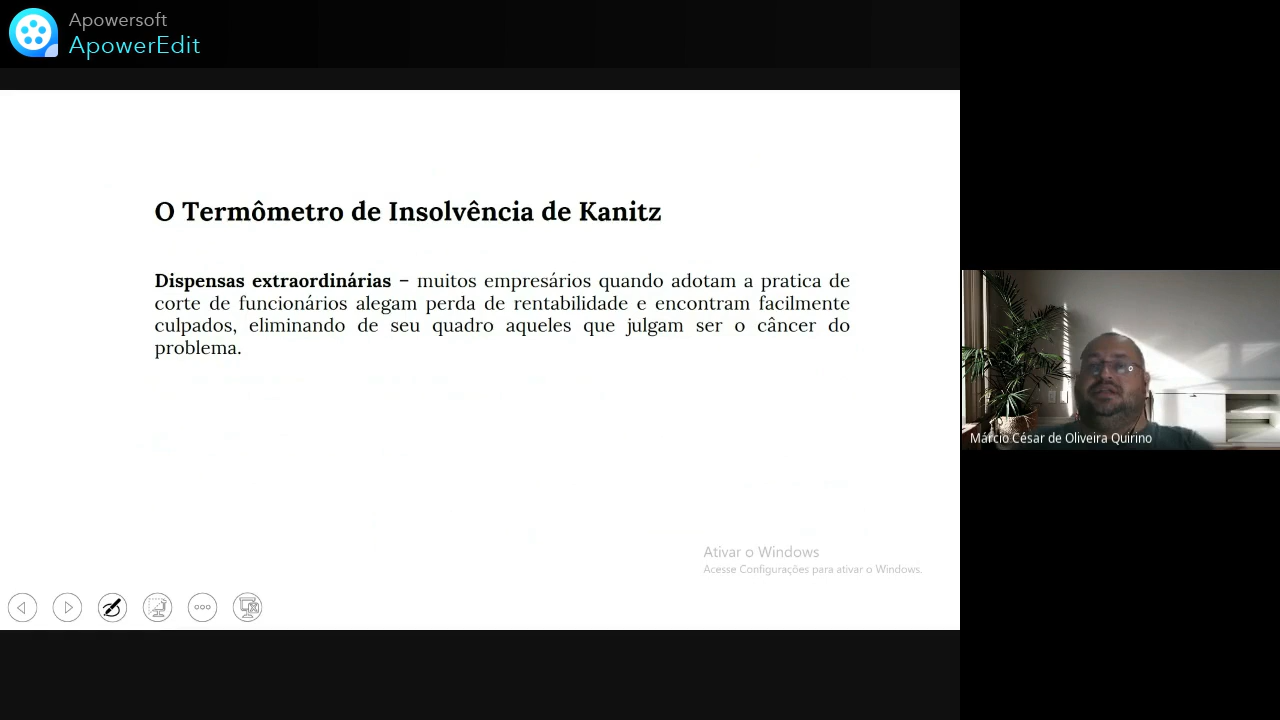 Apowersoft
ApowerEdit
O Termômetro de Insolvência de Kanitz
Dispensas extraordinárias – muitos empresários quando adotam a pratica de
corte de funcionários alegam perda de rentabilidade e encontram facilmente
culpados, eliminando de seu quadro aqueles que julgam ser o câncer do
problema.
Márcio César de Oliveira Quirino
Ativar o Windows
Acesse Configurações para ativar o Windows.